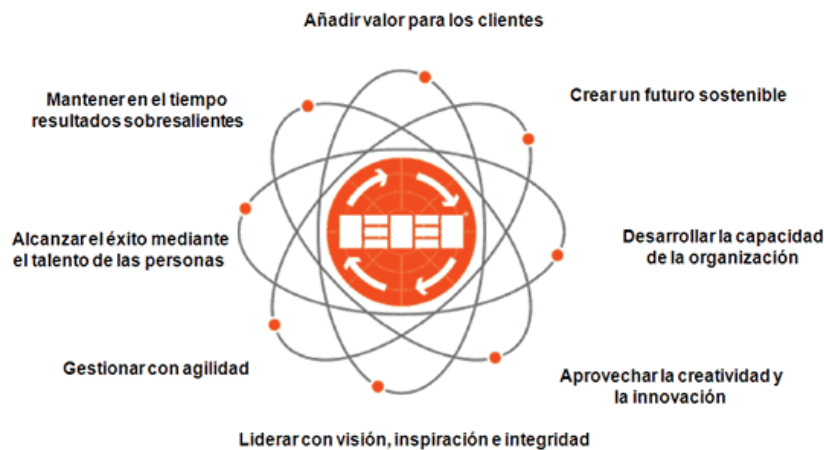 Añadir valor para los clientes
Crear un futuro sostenible
Desarrollar la capacidad
de la organización
Aprovechar la creatividad y
la innovación
Liderar con visión, inspiración e integridad
Gestionar con agilidad
Alcanzar el éxito mediante
el talento de las personas
Mantener en el tiempo
resultados sobresalientes